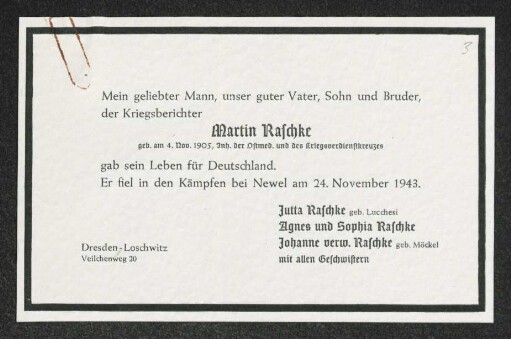 3
Mein geliebter Mann, unser guter Vater, Sohn und Bruder,
der Kriegsberichter
Martin Raschke
geb. am 4. Nov. 1905, Inh. der Ostmed. und des Kriegsverdienstkreuzes
gab sein Leben für Deutschland.
Er fiel in den Kämpfen bei Newel am 24. November 1943.
Jutta Raschke geb. Lucchesi
Agnes und Sophia Raschke
Johanne verw. Raschke geb. Möckel
mit allen Geschwistern
Dresden-Loschwitz
Veilchenweg 20